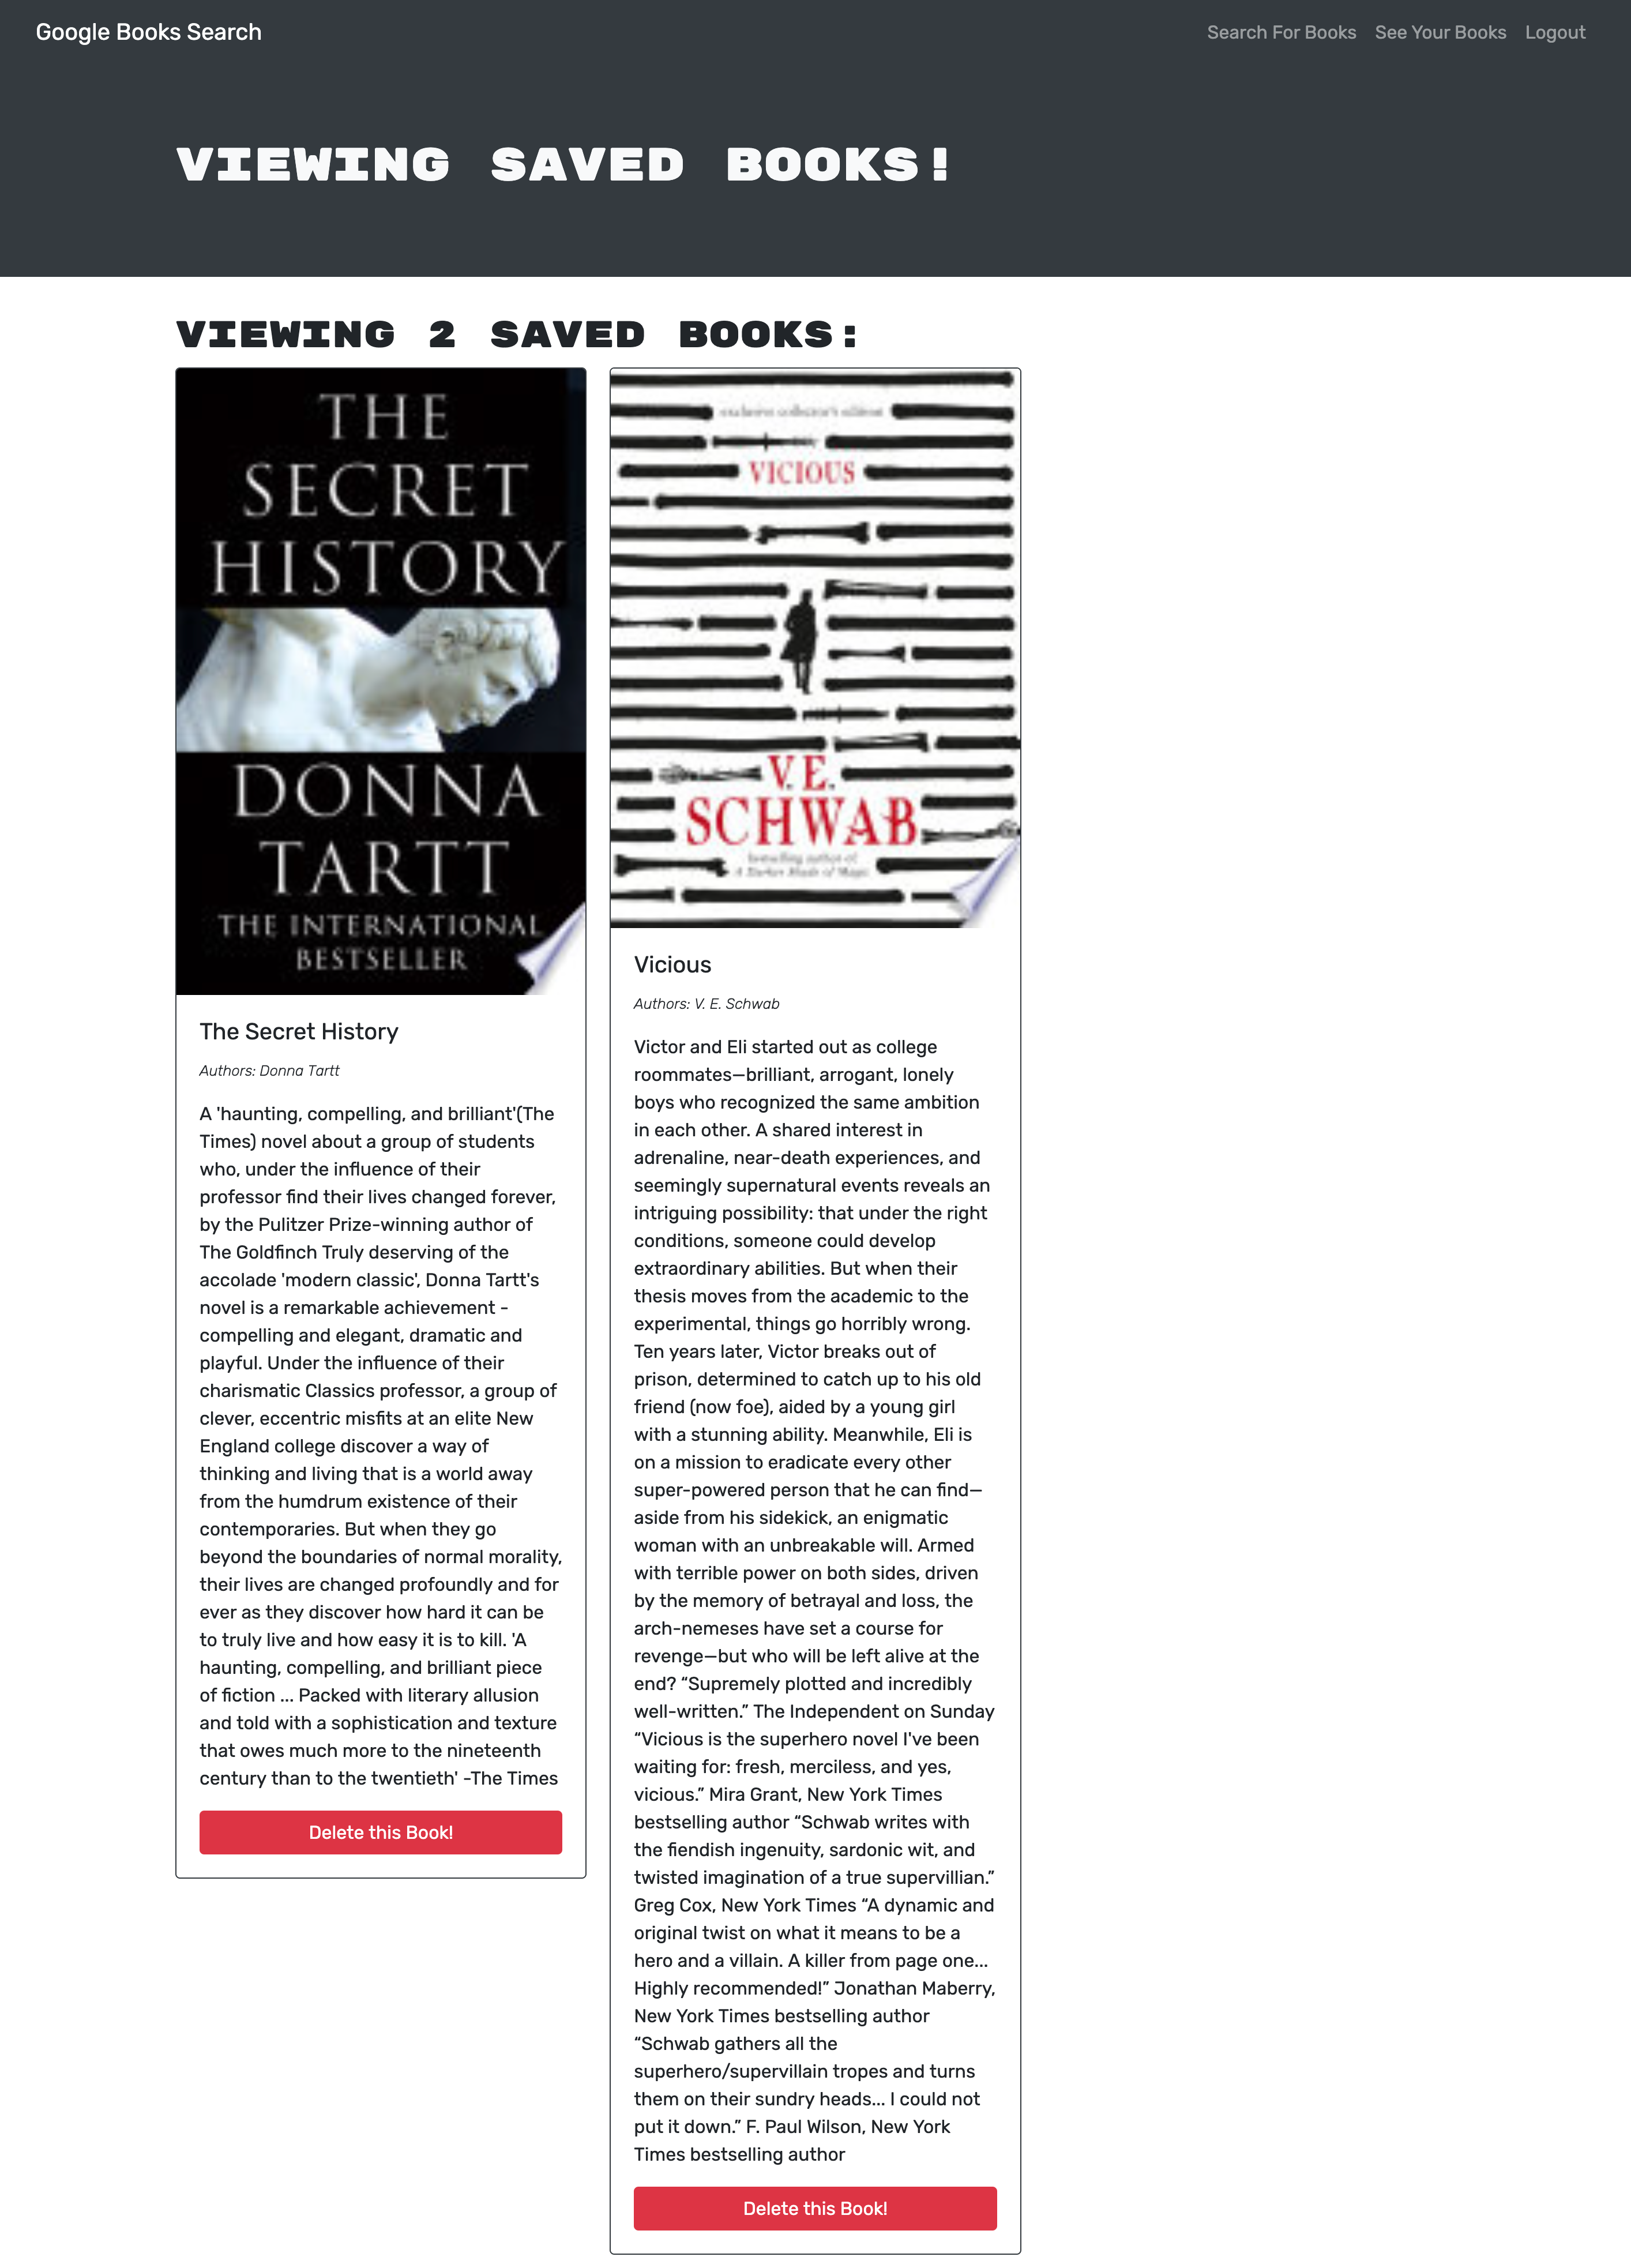 Google Books Search
Search For Books See Your Books Logout
VIEWING SAVED BOOKS!
VIEWING 2 SAVED BOOKS:
THE
SECRET
HISTORY
DONNA
TARTT
THE INTERNATIONAL
BESTSELLER
The Secret History
Authors: Donna Tartt
A 'haunting, compelling, and brilliant'(The
Times) novel about a group of students
who, under the influence of their
professor find their lives changed forever,
by the Pulitzer Prize-winning author of
The Goldfinch Truly deserving of the
accolade 'modern classic', Donna Tartt's
novel is a remarkable achievement -
compelling and elegant, dramatic and
playful. Under the influence of their
charismatic Classics professor, a group of
clever, eccentric misfits at an elite New
England college discover a way of
thinking and living that is a world away
from the humdrum existence of their
contemporaries. But when they go
beyond the boundaries of normal morality,
their lives are changed profoundly and for
ever as they discover how hard it can be
to truly live and how easy it is to kill. 'A
haunting, compelling, and brilliant piece
of fiction ... Packed with literary allusion
and told with a sophistication and texture
that owes much more to the nineteenth
century than to the twentieth' -The Times
Delete this Book!
exclusive collector's edition
VICIOUS
V. E.
SCHWAB
bestselling author of
A Darker Shade of Magic
Vicious
Authors: V. E. Schwab
Victor and Eli started out as college
roommates—brilliant, arrogant, lonely
boys who recognized the same ambition
in each other. A shared interest in
adrenaline, near-death experiences, and
seemingly supernatural events reveals an
intriguing possibility: that under the right
conditions, someone could develop
extraordinary abilities. But when their
thesis moves from the academic to the
experimental, things go horribly wrong.
Ten years later, Victor breaks out of
prison, determined to catch up to his old
friend (now foe), aided by a young girl
with a stunning ability. Meanwhile, Eli is
on a mission to eradicate every other
super-powered person that he can find—
aside from his sidekick, an enigmatic
woman with an unbreakable will. Armed
with terrible power on both sides, driven
by the memory of betrayal and loss, the
arch-nemeses have set a course for
revenge—but who will be left alive at the
end? “Supremely plotted and incredibly
well-written.” The Independent on Sunday
“Vicious is the superhero novel I've been
waiting for: fresh, merciless, and yes,
vicious.” Mira Grant, New York Times
bestselling author “Schwab writes with
the fiendish ingenuity, sardonic wit, and
twisted imagination of a true supervillian.”
Greg Cox, New York Times “A dynamic and
original twist on what it means to be a
hero and a villain. A killer from page one...
Highly recommended!” Jonathan Maberry,
New York Times bestselling author
“Schwab gathers all the
superhero/supervillain tropes and turns
them on their sundry heads... I could not
put it down.” F. Paul Wilson, New York
Times bestselling author
Delete this Book!